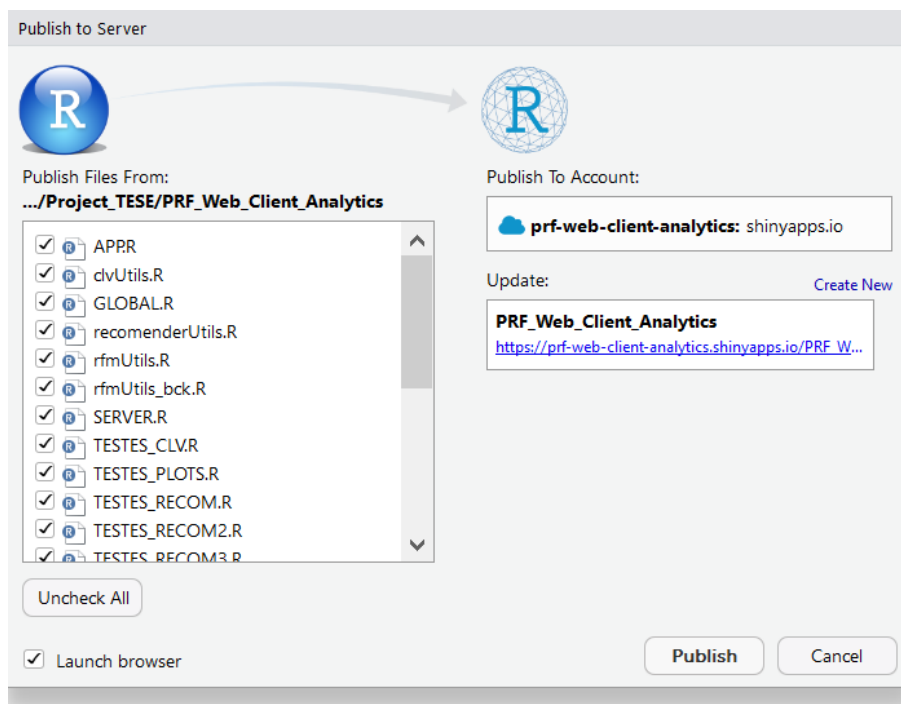 Publish to Server
R
R
Publish Files From:
.../Project_TESE/PRF_Web_Client_Analytics
APP.R
clvUtils.R
GLOBAL.R
recomenderUtils.R
rfmUtils.R
rfmUtils_bck.R
SERVER.R
TESTES_CLV.R
TESTES_PLOTS.R
TESTES_RECOM.R
TESTES_RECOM2.R
TESTES_RECOM3.R
Uncheck All
Launch browser
Publish To Account:
prf-web-client-analytics: shinyapps.io
Update:
Create New
PRF_Web_Client_Analytics
https://prf-web-client-analytics.shinyapps.io/PRF_W...
Publish
Cancel